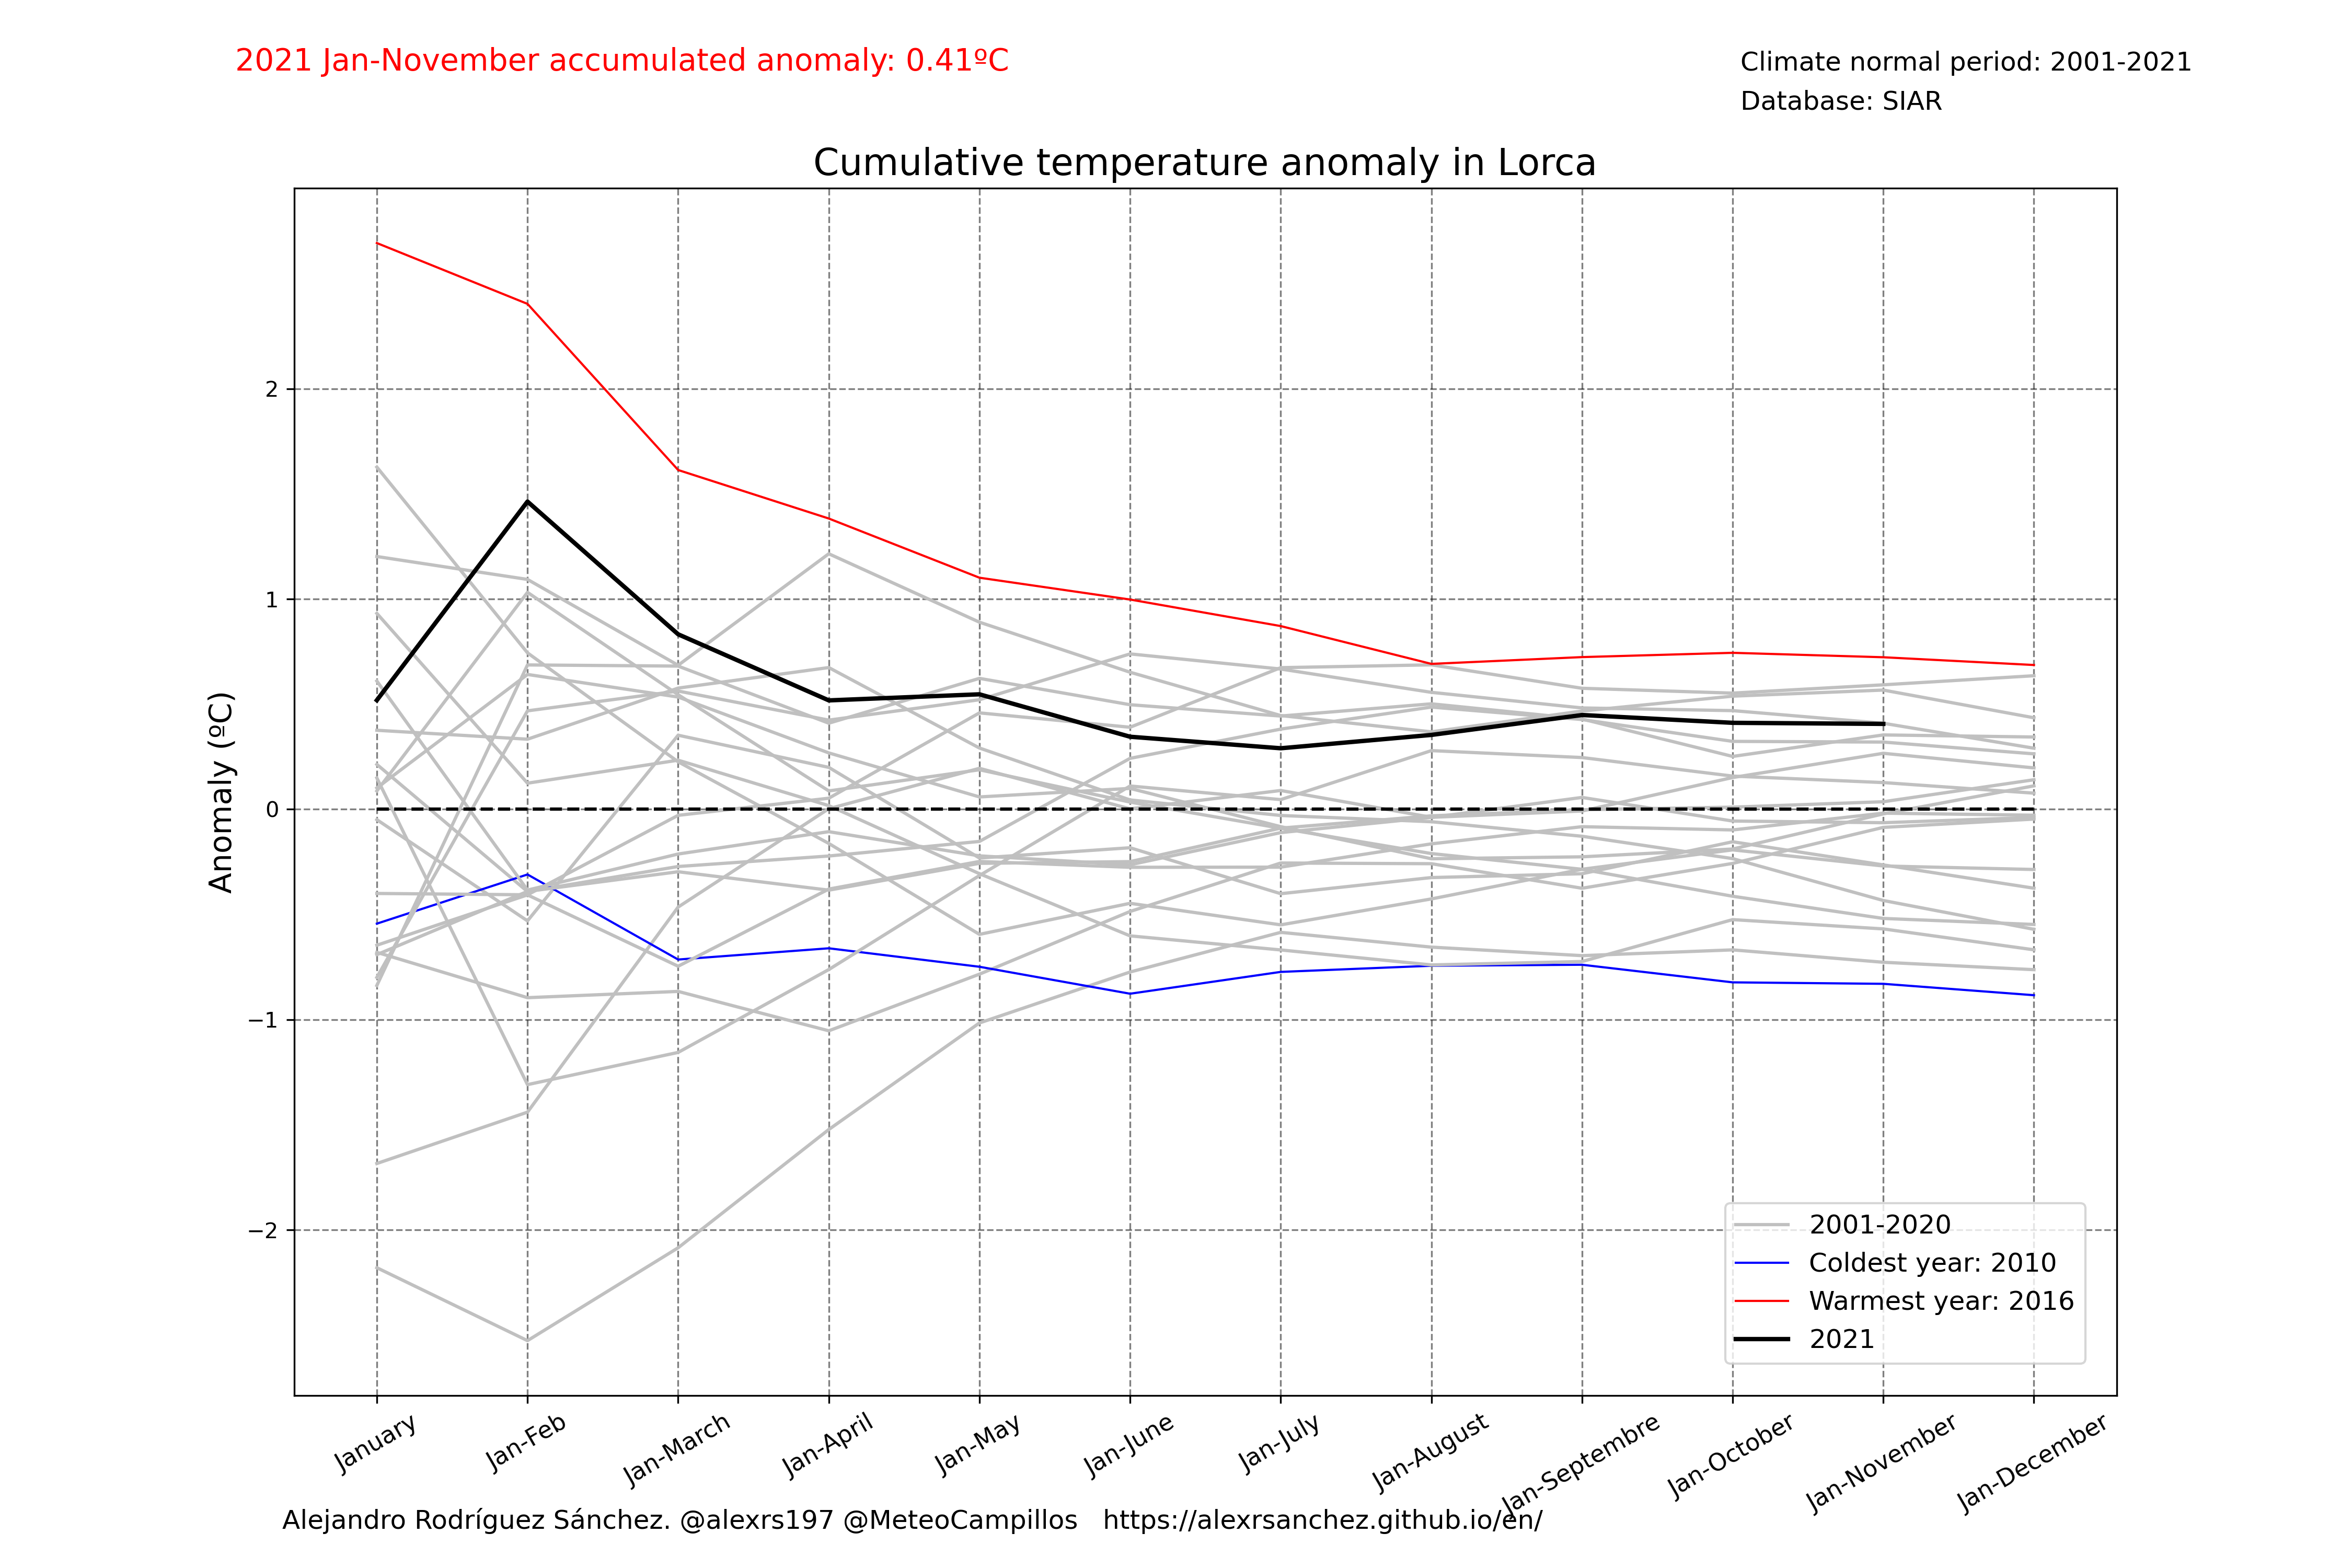 2021 Jan-November accumulated anomaly: 0.41ºC
Climate normal period: 2001-2021
Database: SIAR
Cumulative temperature anomaly in Lorca
Anomaly (ºC)
2
1
0
−1
−2
2001-2020
Coldest year: 2010
Warmest year: 2016
2021
January
Jan-Feb
Jan-March
Jan-April
Jan-May
Jan-June
Jan-July
Jan-August
Jan-Septembre
Jan-October
Jan-November
Jan-December
Alejandro Rodríguez Sánchez. @alexrs197 @MeteoCampillos https://alexrsanchez.github.io/en/